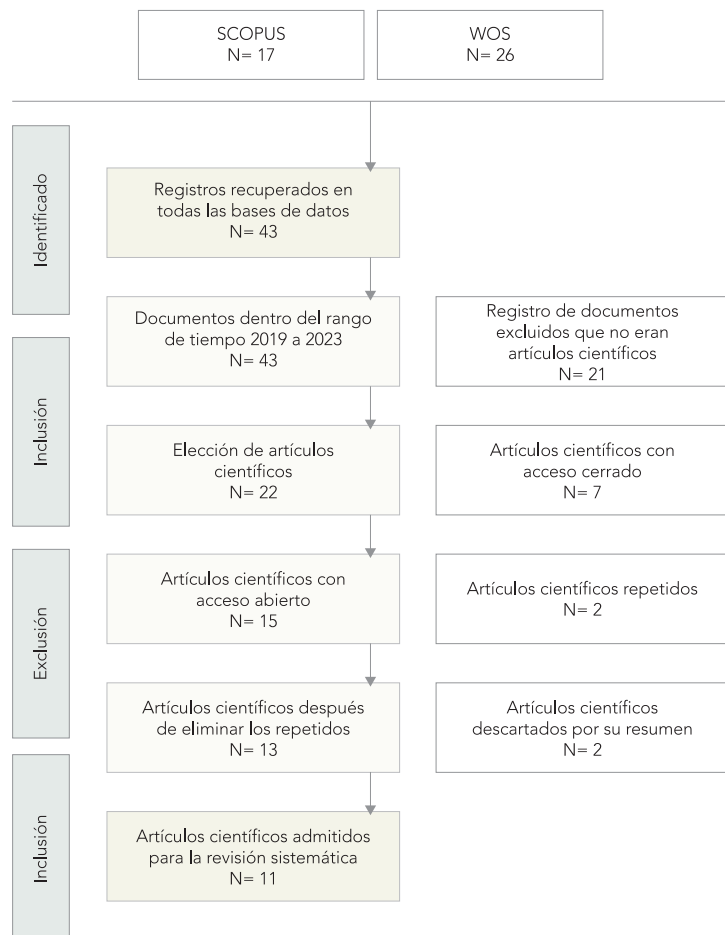 SCOPUS
N= 17
WOS
N= 26
Identificado
Registros recuperados en
todas las bases de datos
N= 43
Documentos dentro del rango
de tiempo 2019 a 2023
N= 43
Registro de documentos
excluidos que no eran
artículos científicos
N= 21
Inclusión
Elección de artículos
científicos
N= 22
Artículos científicos con
acceso cerrado
N= 7
Exclusión
Artículos científicos con
acceso abierto
N= 15
Artículos científicos repetidos
N= 2
Artículos científicos después
de eliminar los repetidos
N= 13
Artículos científicos
descartados por su resumen
N= 2
Inclusión
Artículos científicos admitidos
para la revisión sistemática
N= 11